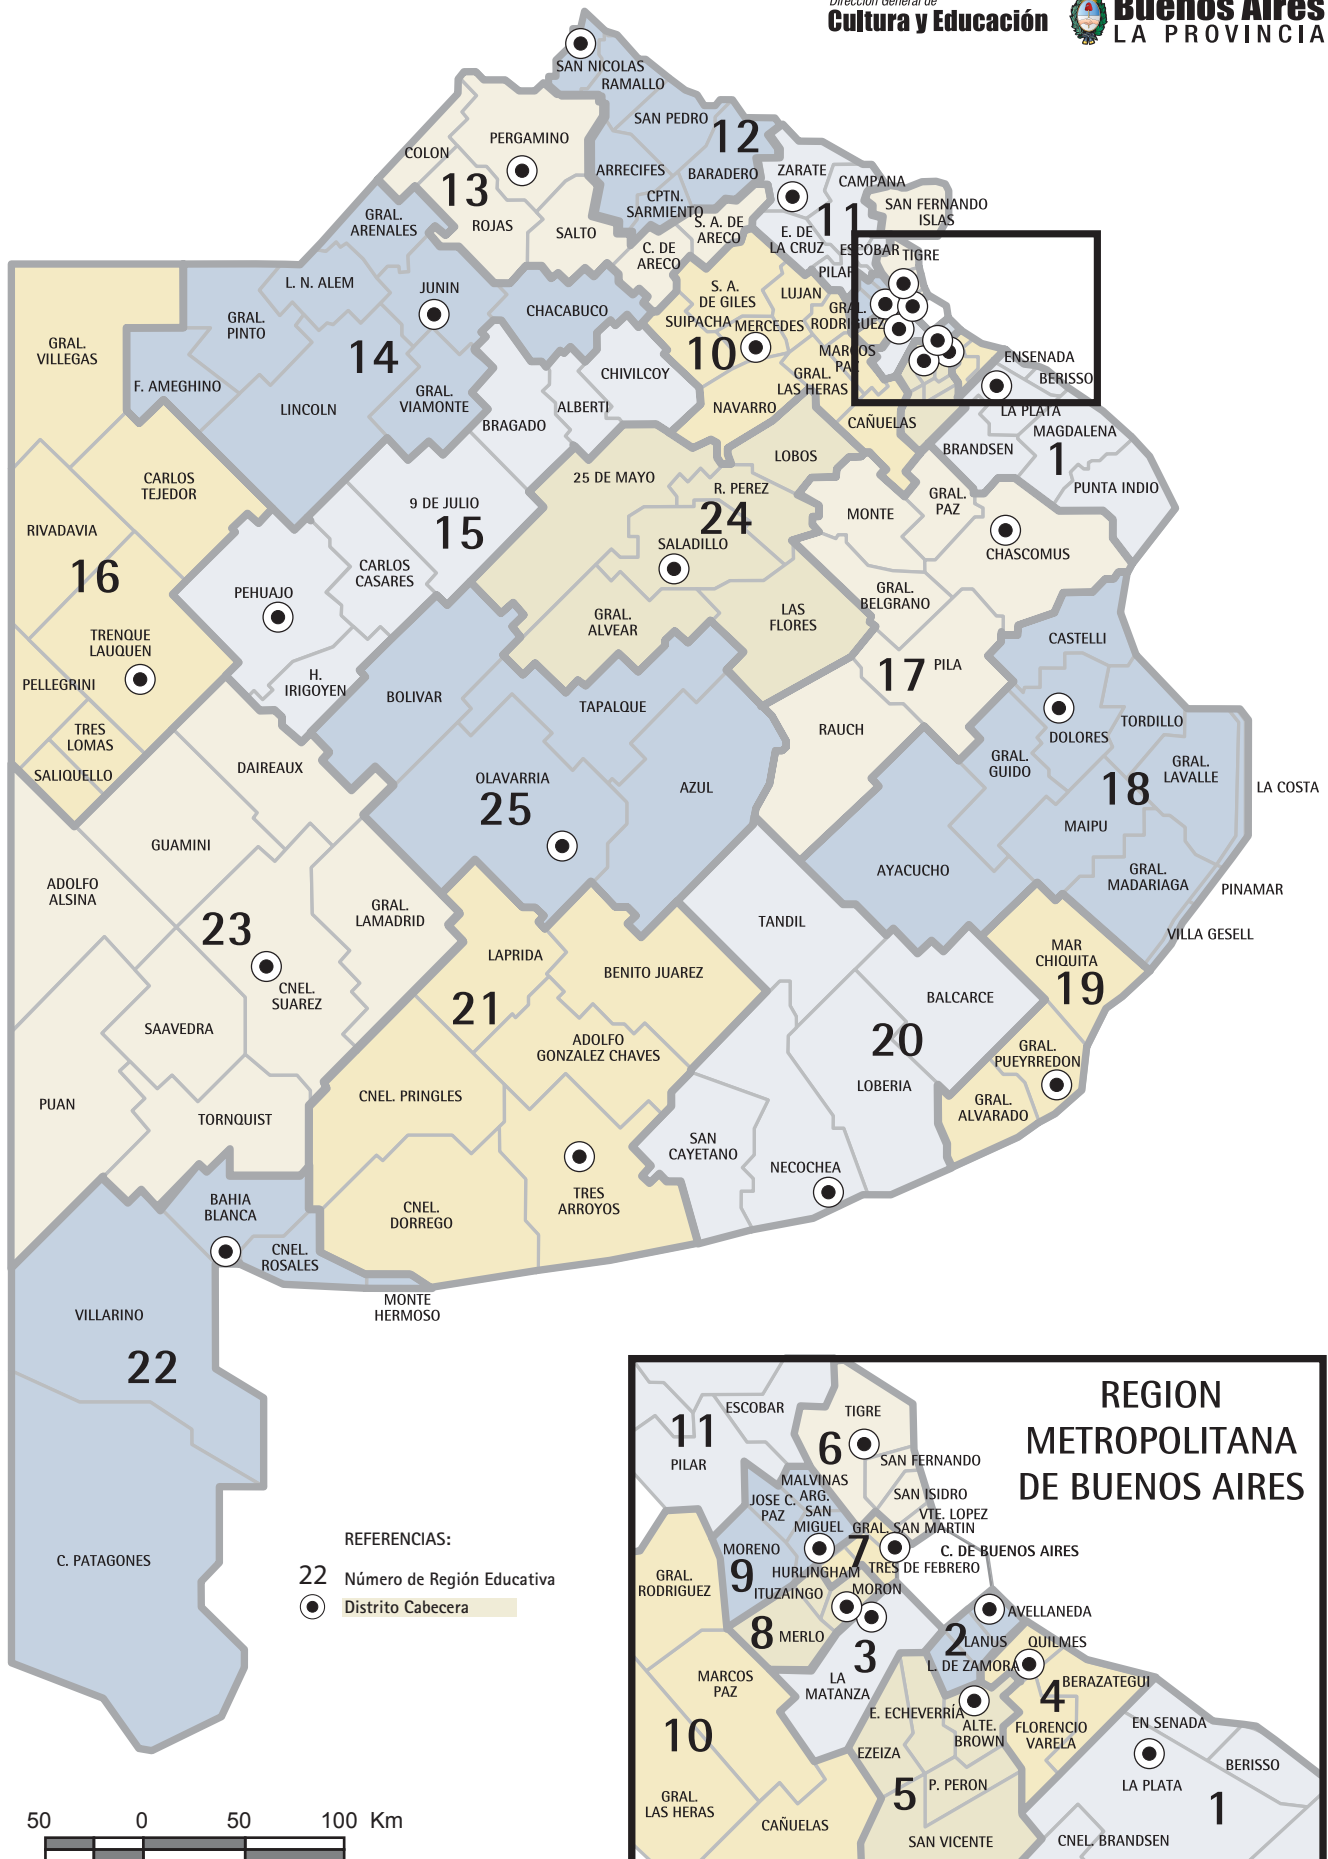 Dirección General de
Cultura y Educación
Buenos Aires
LA PROVINCIA
SAN NICOLAS
RAMALLO
SAN PEDRO
12
PERGAMINO
COLON
13
ROJAS
SALTO
ARRECIFES
BARADERO
CPTN.
SARMIENTO
ZARATE
CAMPANA
11
SAN FERNANDO
ISLAS
S. A. DE
ARECO
C. DE
ARECO
E. DE
LA CRUZ
ESCOBAR
TIGRE
PILAR
GRAL.
ARENALES
L. N. ALEM
JUNIN
CHACABUCO
GRAL.
PINTO
14
GRAL.
VILLEGAS
F. AMEGHINO
LINCOLN
GRAL.
VIAMONTE
S. A.
DE GILES
LUJAN
SUIPACHA
MERCEDES
GRAL.
RODRIGUEZ
10
MARCOS
PAZ
GRAL.
LAS HERAS
NAVARRO
CAÑUELAS
CHIVILCOY
ALBERTI
BRAGADO
ENSENADA
BERISSO
LA PLATA
MAGDALENA
BRANDSEN
1
PUNTA INDIO
CARLOS
TEJEDOR
RIVADAVIA
16
9 DE JULIO
15
25 DE MAYO
LOBOS
R. PEREZ
24
SALADILLO
MONTE
GRAL.
PAZ
CHASCOMUS
PEHUAJO
CARLOS
CASARES
GRAL.
BELGRANO
GRAL.
ALVEAR
LAS
FLORES
TRENQUE
LAUQUEN
PELLEGRINI
H.
IRIGOYEN
BOLIVAR
TAPALQUE
17
PILA
CASTELLI
RAUCH
DOLORES
TORDILLO
TRES
LOMAS
SALIQUELLO
DAIREAUX
OLAVARRIA
25
AZUL
GRAL.
GUIDO
GRAL.
LAVALLE
18
LA COSTA
MAIPU
GUAMINI
ADOLFO
ALSINA
AYACUCHO
GRAL.
MADARIAGA
PINAMAR
VILLA GESELL
23
GRAL.
LAMADRID
CNEL.
SUAREZ
LAPRIDA
BENITO JUAREZ
TANDIL
MAR
CHIQUITA
19
21
BALCARCE
20
SAAVEDRA
ADOLFO
GONZALEZ CHAVES
LOBERIA
GRAL.
PUEYRREDON
GRAL.
ALVARADO
PUAN
TORNQUIST
CNEL. PRINGLES
SAN
CAYETANO
NECOCHEA
BAHIA
BLANCA
CNEL.
DORREGO
TRES
ARROYOS
CNEL.
ROSALES
MONTE
HERMOSO
VILLARINO
22
C. PATAGONES
REFERENCIAS:
22 Número de Región Educativa
Distrito Cabecera
50 0 50 100 Km
REGION
METROPOLITANA
DE BUENOS AIRES
ESCOBAR
11
PILAR
TIGRE
6
SAN FERNANDO
SAN ISIDRO
VTE. LOPEZ
MALVINAS
ARG.
JOSE C.
PAZ
SAN
MIGUEL
GRAL. SAN MARTIN
7
C. DE BUENOS AIRES
TRES DE FEBRERO
MORENO
9
HURLINGHAM
ITUZAINGO
MORON
GRAL.
RODRIGUEZ
8
MERLO
3
LA
MATANZA
AVELLANEDA
2
LANUS
L. DE ZAMORA
QUILMES
BERAZATEGUI
4
FLORENCIO
VARELA
MARCOS
PAZ
10
E. ECHEVERRÍA
ALTE.
BROWN
EZEIZA
5
P. PERON
SAN VICENTE
EN SENADA
BERISSO
LA PLATA
1
CNEL. BRANDSEN
GRAL.
LAS HERAS
CAÑUELAS